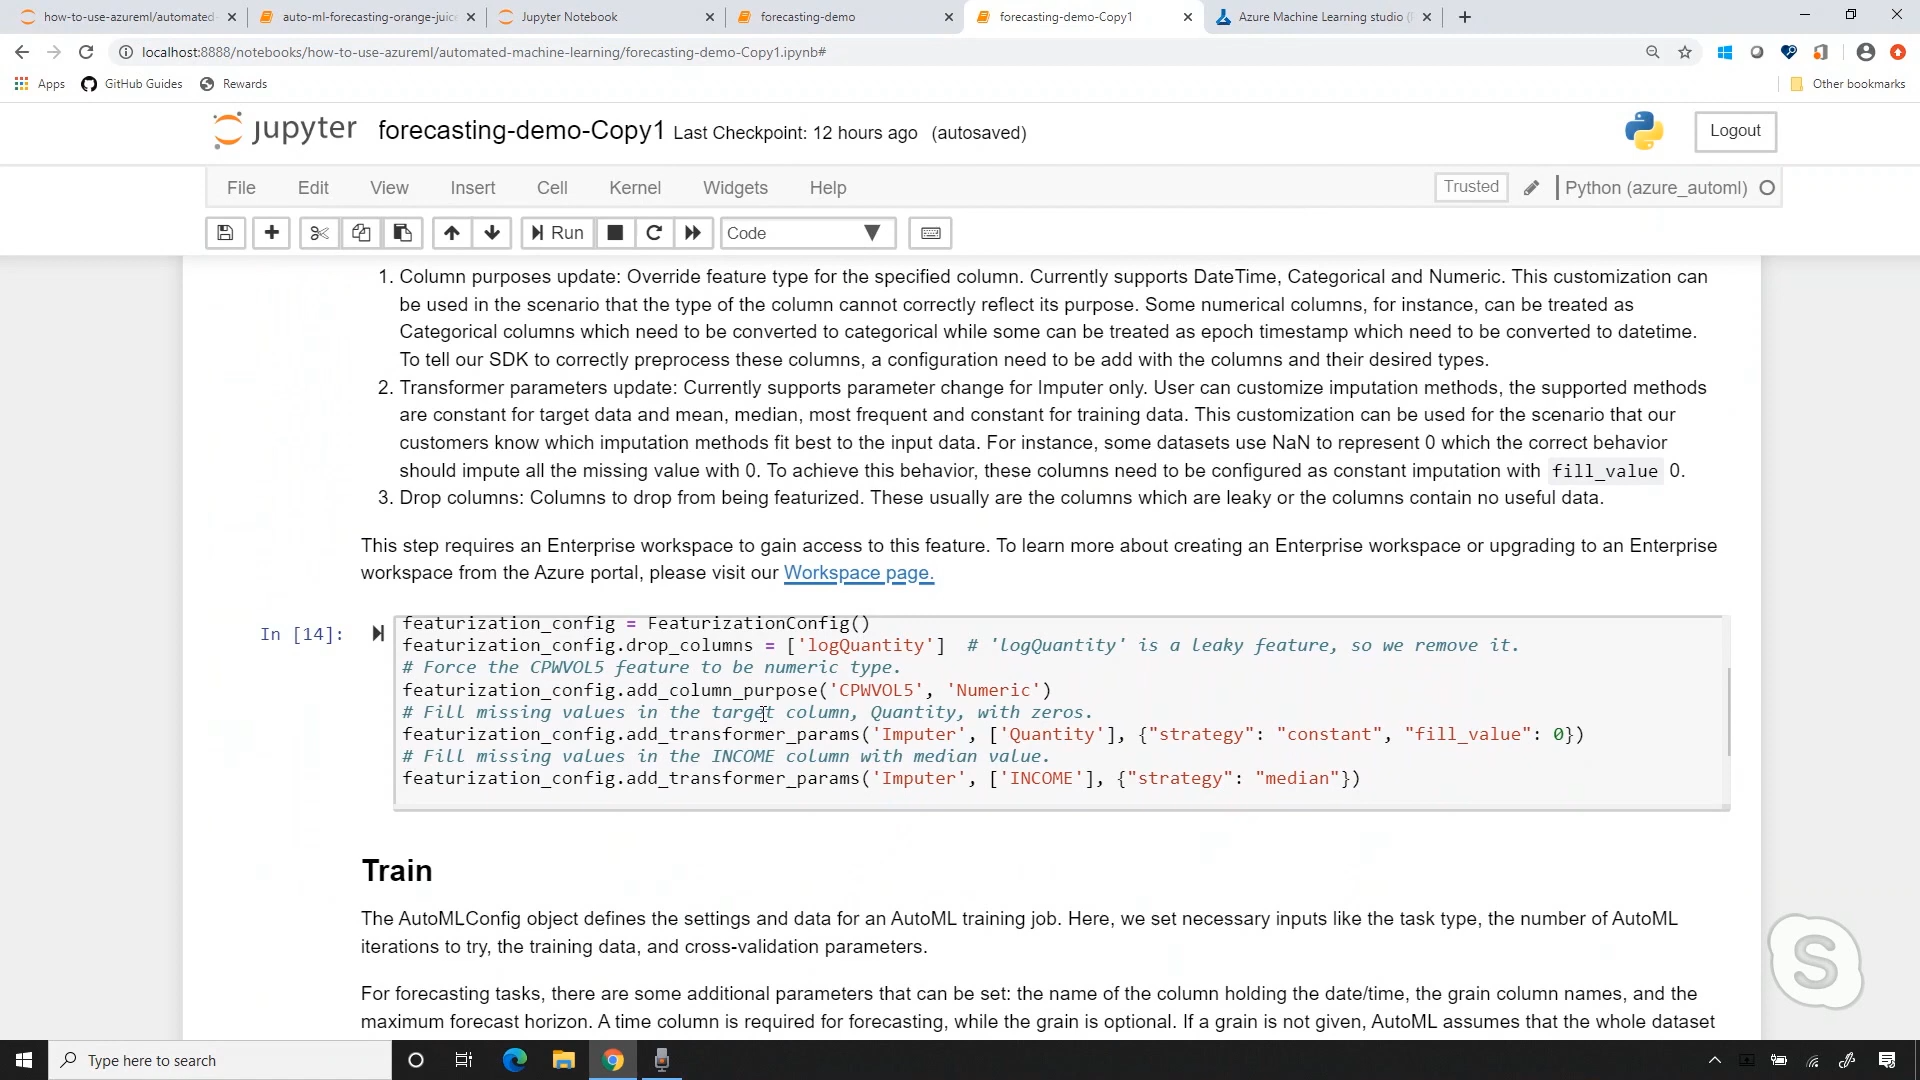 how-to-use-azureml/automated-
auto-ml-forecasting-orange-juice
Jupyter Notebook
forecasting-demo
forecasting-demo-Copy1
Azure Machine Learning studio (
localhost:8888/notebooks/how-to-use-azureml/automated-machine-learning/forecasting-demo-Copy1.ipynb#
Apps
GitHub Guides
Rewards
Other bookmarks
jupyter
forecasting-demo-Copy1 Last Checkpoint: 12 hours ago (autosaved)
Logout
File Edit View Insert Cell Kernel Widgets Help
Trusted
Python (azure_automl)
Run
Code
1. Column purposes update: Override feature type for the specified column. Currently supports DateTime, Categorical and Numeric. This customization can
be used in the scenario that the type of the column cannot correctly reflect its purpose. Some numerical columns, for instance, can be treated as
Categorical columns which need to be converted to categorical while some can be treated as epoch timestamp which need to be converted to datetime.
To tell our SDK to correctly preprocess these columns, a configuration need to be add with the columns and their desired types.
2. Transformer parameters update: Currently supports parameter change for Imputer only. User can customize imputation methods, the supported methods
are constant for target data and mean, median, most frequent and constant for training data. This customization can be used for the scenario that our
customers know which imputation methods fit best to the input data. For instance, some datasets use NaN to represent 0 which the correct behavior
should impute all the missing value with 0. To achieve this behavior, these columns need to be configured as constant imputation with fill_value 0.
3. Drop columns: Columns to drop from being featurized. These usually are the columns which are leaky or the columns contain no useful data.
This step requires an Enterprise workspace to gain access to this feature. To learn more about creating an Enterprise workspace or upgrading to an Enterprise
workspace from the Azure portal, please visit our Workspace page.
In [14]:
featurization_config = FeaturizationConfig()
featurization_config.drop_columns = ['logQuantity']  # 'logQuantity' is a leaky feature, so we remove it.
# Force the CPWVOL5 feature to be numeric type.
featurization_config.add_column_purpose('CPWVOL5', 'Numeric')
# Fill missing values in the target column, Quantity, with zeros.
featurization_config.add_transformer_params('Imputer', ['Quantity'], {"strategy": "constant", "fill_value": 0})
# Fill missing values in the INCOME column with median value.
featurization_config.add_transformer_params('Imputer', ['INCOME'], {"strategy": "median"})
Train
The AutoMLConfig object defines the settings and data for an AutoML training job. Here, we set necessary inputs like the task type, the number of AutoML
iterations to try, the training data, and cross-validation parameters.
For forecasting tasks, there are some additional parameters that can be set: the name of the column holding the date/time, the grain column names, and the
maximum forecast horizon. A time column is required for forecasting, while the grain is optional. If a grain is not given, AutoML assumes that the whole dataset
S
Type here to search